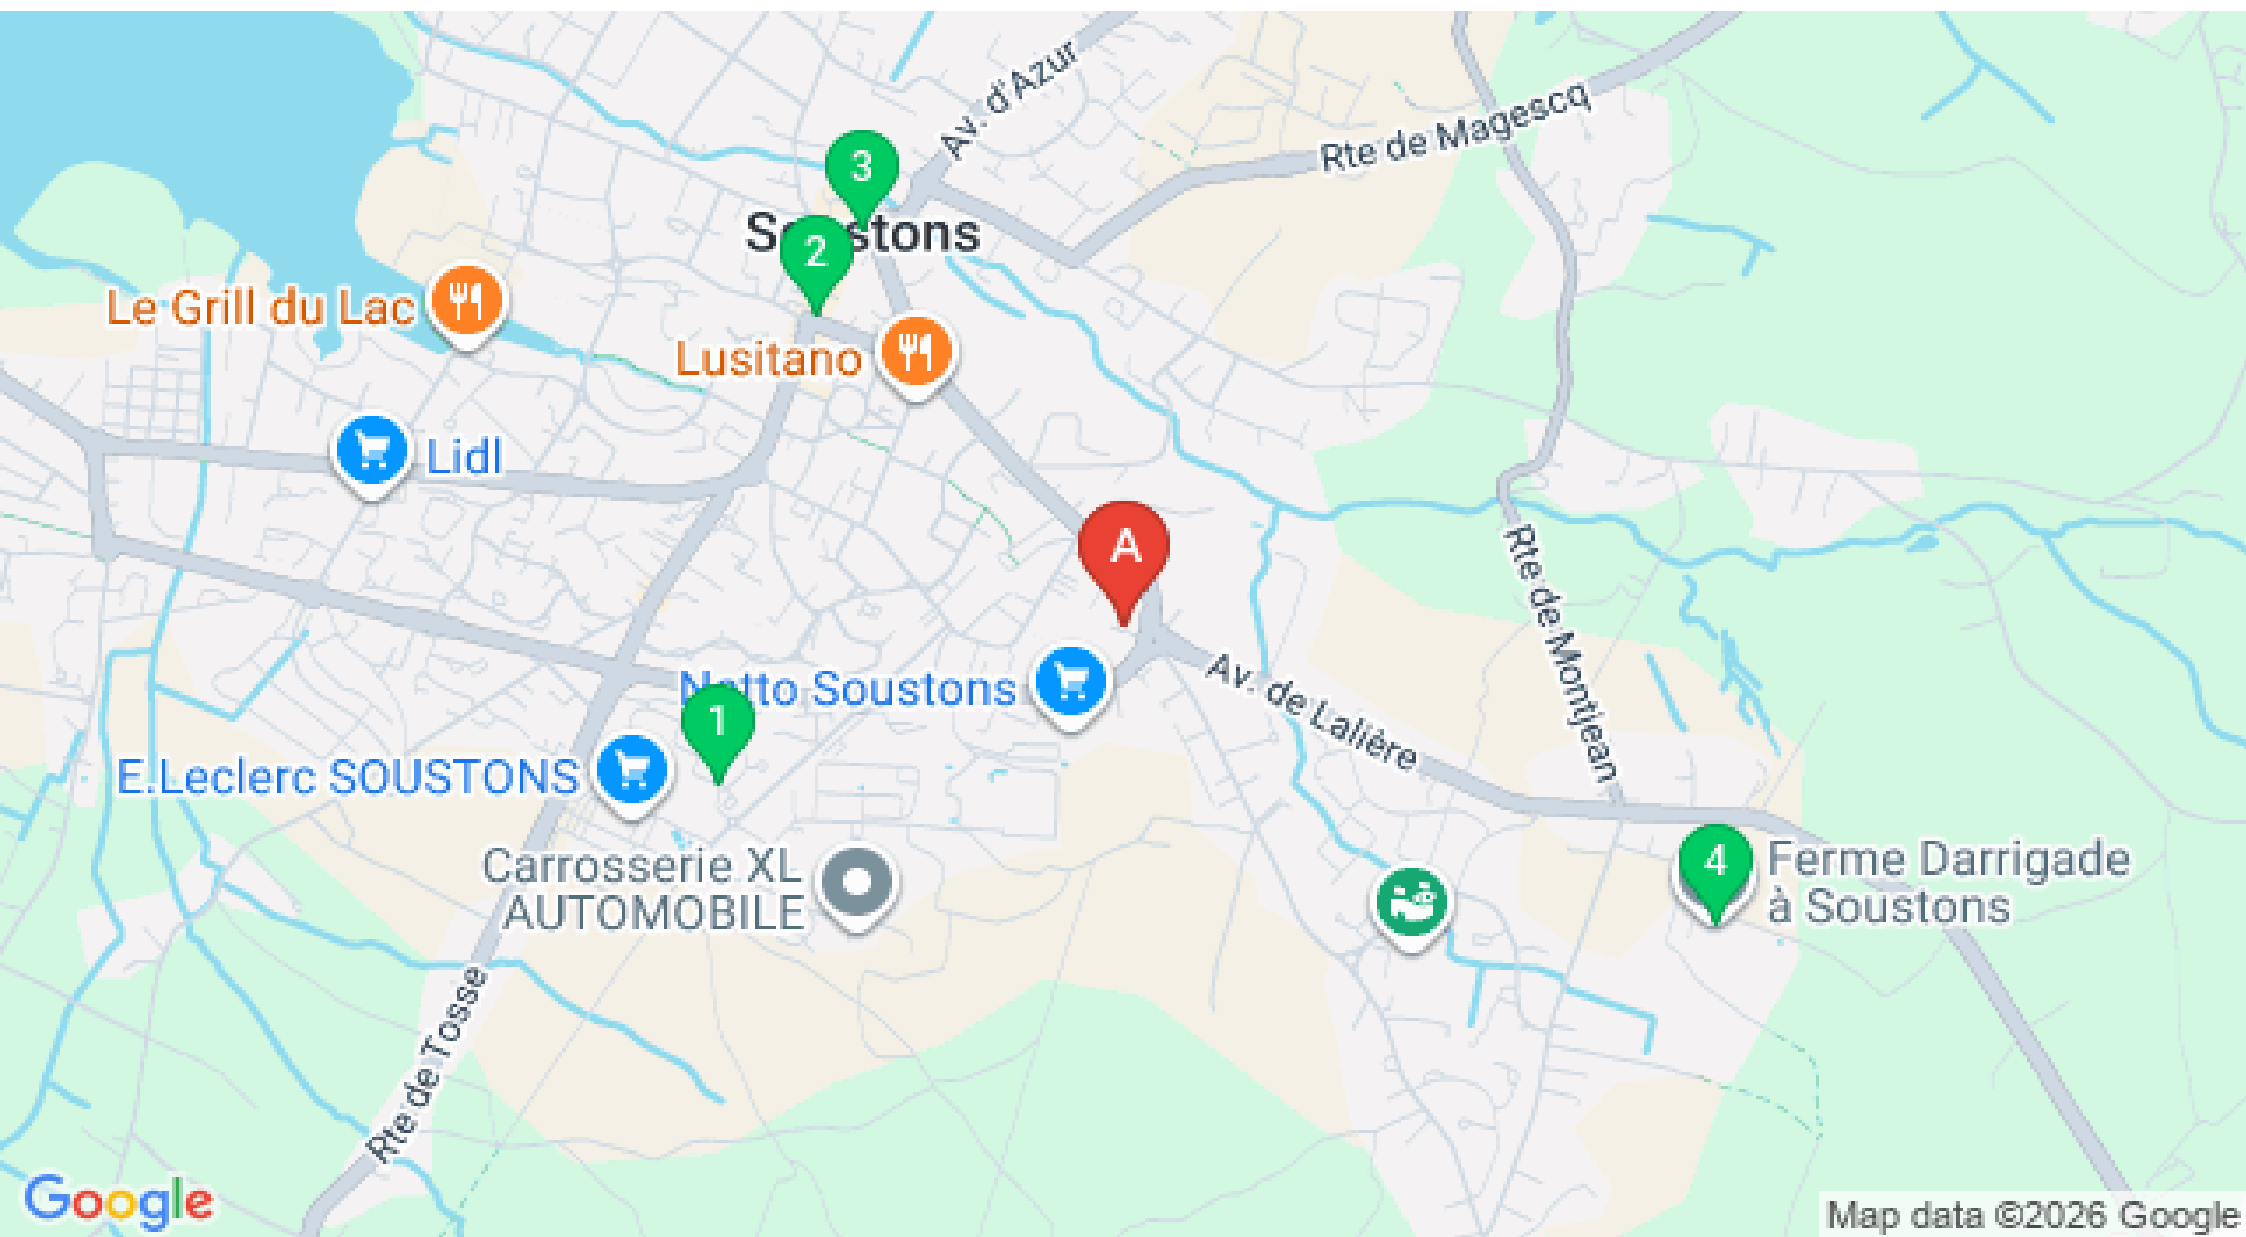 Av. d'Azur
Rte de Magescq
3
Soustons
2
Le Grill du Lac
Lusitano
Lidl
A
Rte de Montjean
Netto Soustons
Av. de Lalière
1
E.Leclerc SOUSTONS
Carrosserie XL
AUTOMOBILE
4
Ferme Darrigade
à Soustons
Rte de Tosse
Google
Map data ©2026 Google